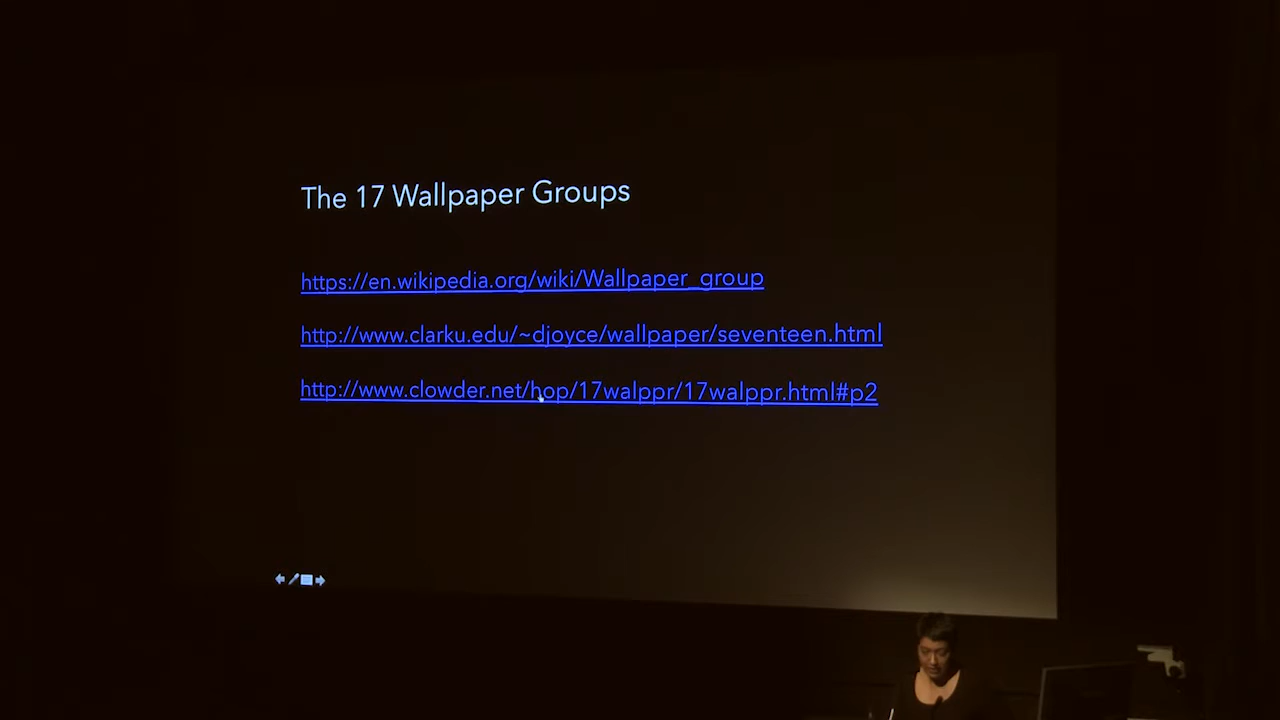 The 17 Wallpaper Groups
https://en.wikipedia.org/wiki/Wallpaper_group
http://www.clarku.edu/~djoyce/wallpaper/seventeen.html
http://www.clowder.net/hop/17walppr/17walppr.html#p2